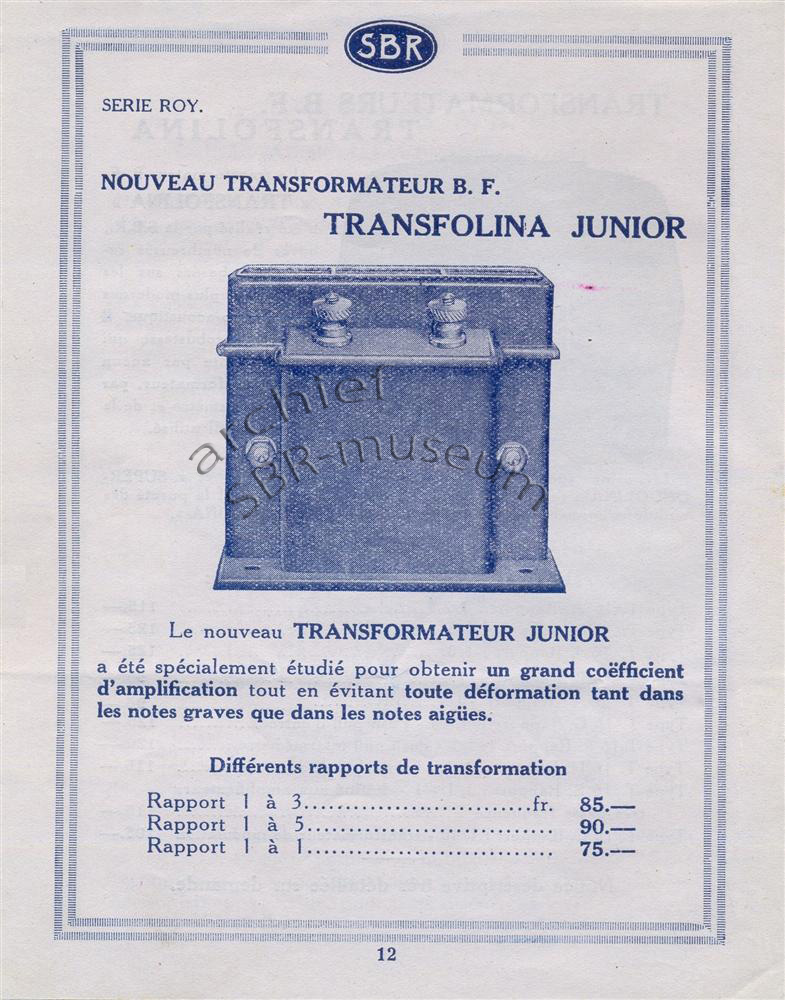 SBR
SERIE ROY.
NOUVEAU TRANSFORMATEUR B. F.
TRANSFOLINA JUNIOR
archief
SBR-museum
Le nouveau TRANSFORMATEUR JUNIOR
a été spécialement étudié pour obtenir un grand coëfficient
d'amplification tout en évitant toute déformation tant dans
les notes graves que dans les notes aigües.
Différents rapports de transformation
Rapport 1 à 3..........................fr. 85.—
Rapport 1 à 5............................ 90.—
Rapport 1 à 1............................ 75.—
12